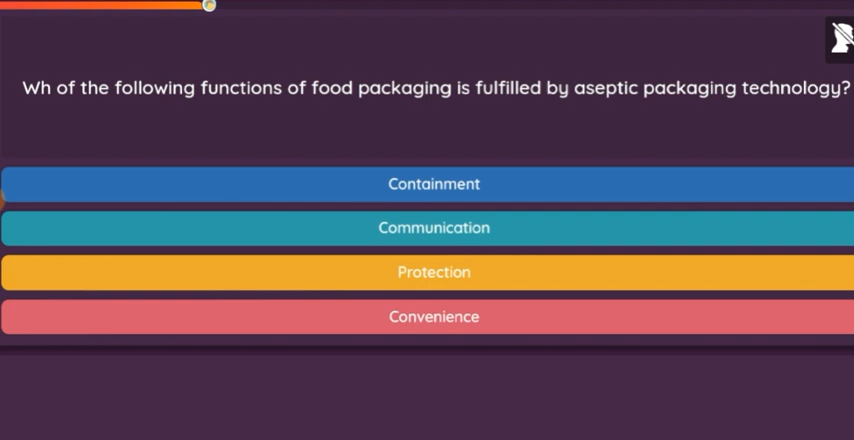 Wh of the following functions of food packaging is fulfilled by aseptic packaging technology?
Containment
Communication
Protection
Convenience